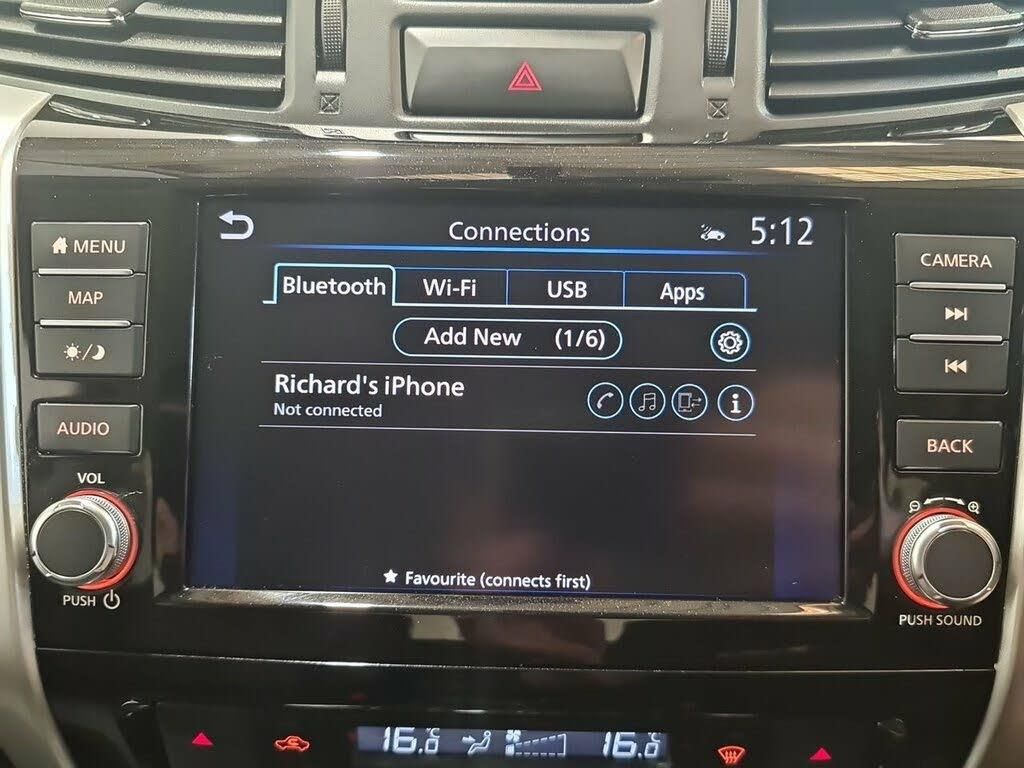 Connections
5:12
MENU
MAP
CAMERA
Bluetooth
Wi-Fi
USB
Apps
Add New (1/6)
Richard's iPhone
Not connected
i
AUDIO
BACK
VOL
Favourite (connects first)
PUSH
PUSH SOUND
16.0
16.0